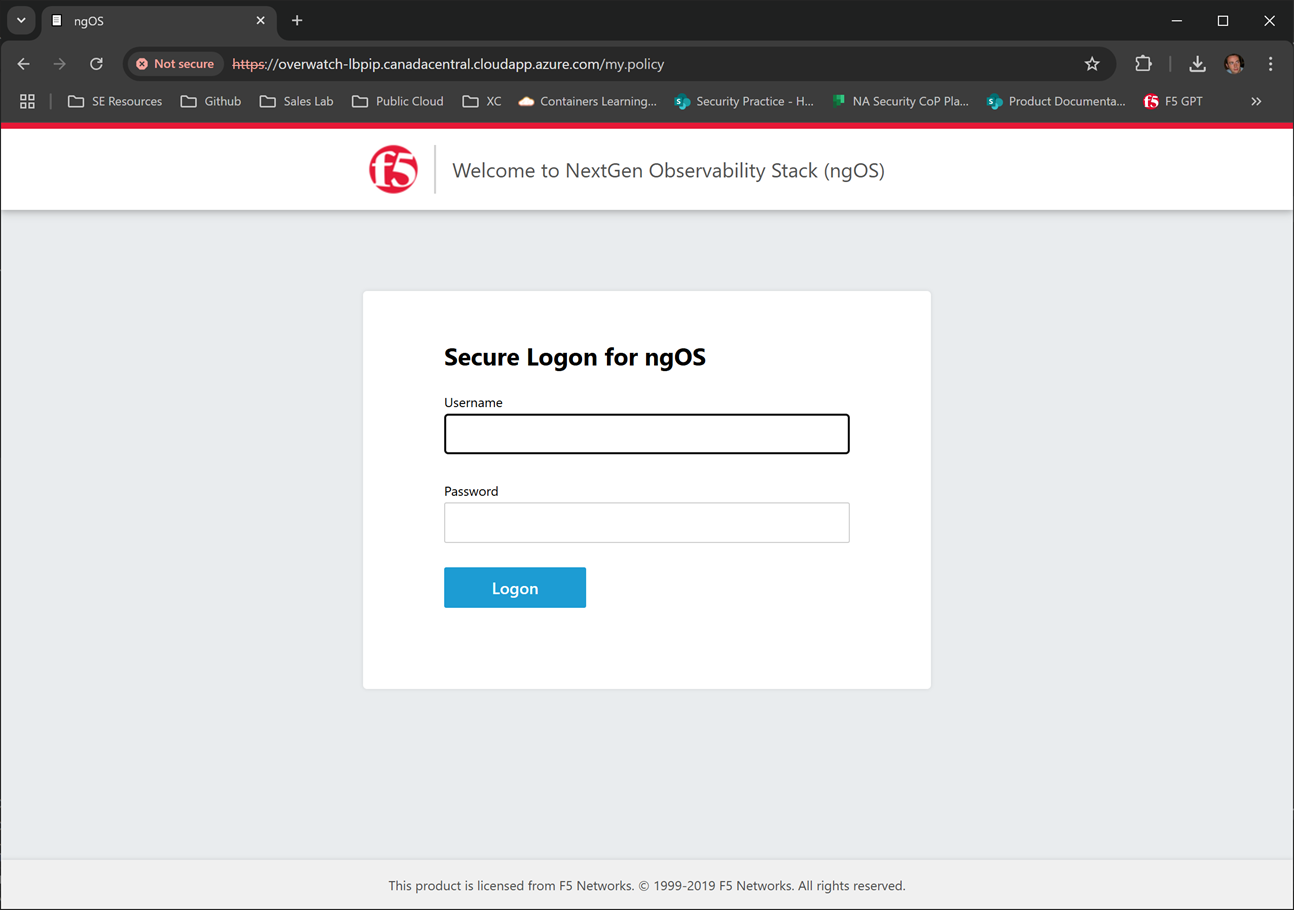 ngOS
Not secure https://overwatch-lbpip.canadacentral.cloudapp.azure.com/my.policy
SE Resources Github Sales Lab Public Cloud XC Containers Learning... Security Practice - H... NA Security CoP Pla... Product Documenta... F5 GPT
f5 Welcome to NextGen Observability Stack (ngOS)
Secure Logon for ngOS
Username
Password
Logon
This product is licensed from F5 Networks. © 1999-2019 F5 Networks. All rights reserved.